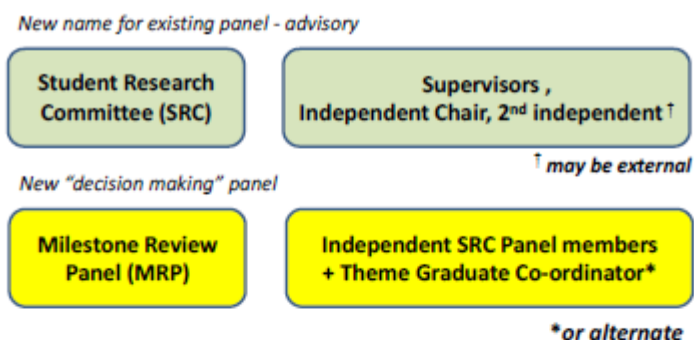 New name for existing panel - advisory
Student Research
Committee (SRC)
Supervisors ,
Independent Chair, 2nd independent †
† may be external
New "decision making" panel
Milestone Review
Panel (MRP)
Independent SRC Panel members
+ Theme Graduate Co-ordinator*
*or alternate